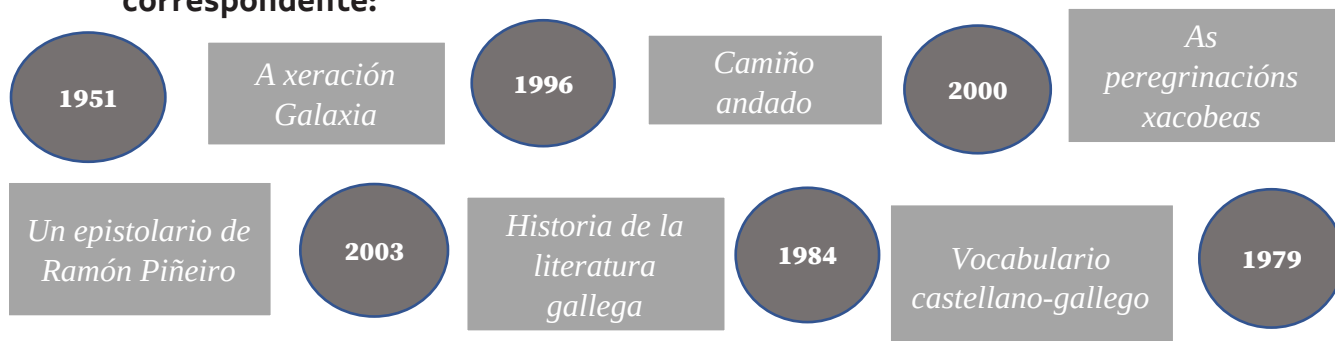 correspondente:
1951
A xeración
Galaxia
1996
Camiño
andado
2000
As
peregrinacións
xacobeas
Un epistolario de
Ramón Piñeiro
2003
Historia de la
literatura
gallega
1984
Vocabulario
castellano-gallego
1979